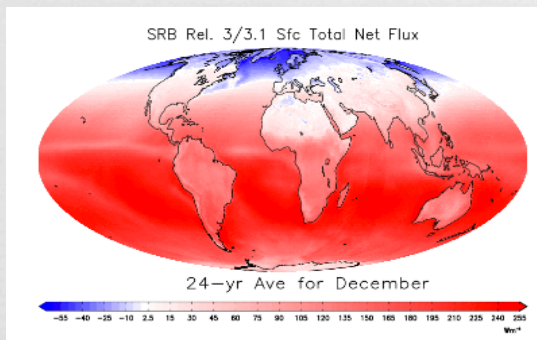 SRB Rel. 3/3.1 Sfc Total Net Flux
24-yr Ave for December
-55 -40 -25 -10 2.5 15 30 45 60 75 90 105 120 135 150 165 180 195 210 225 240 255
Wm⁻²